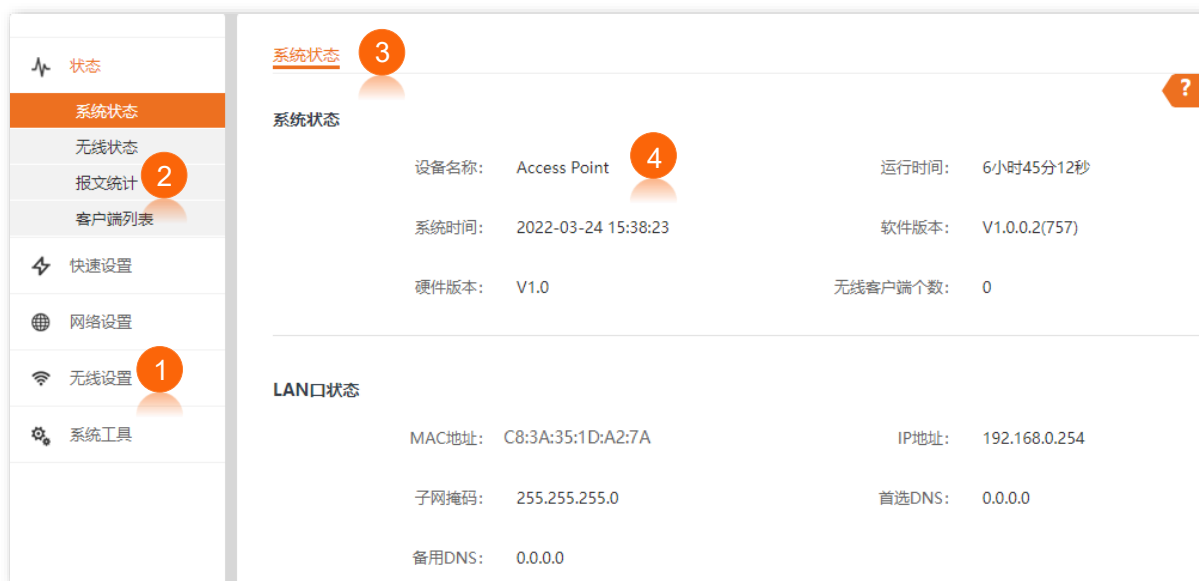 状态
系统状态
无线状态
报文统计 2
客户端列表
快速设置
网络设置
无线设置 1
系统工具
系统状态 3
?
系统状态
设备名称: Access Point 4 运行时间: 6小时45分12秒
系统时间: 2022-03-24 15:38:23 软件版本: V1.0.0.2(757)
硬件版本: V1.0 无线客户端个数: 0
LAN口状态
MAC地址: C8:3A:35:1D:A2:7A IP地址: 192.168.0.254
子网掩码: 255.255.255.0 首选DNS: 0.0.0.0
备用DNS: 0.0.0.0